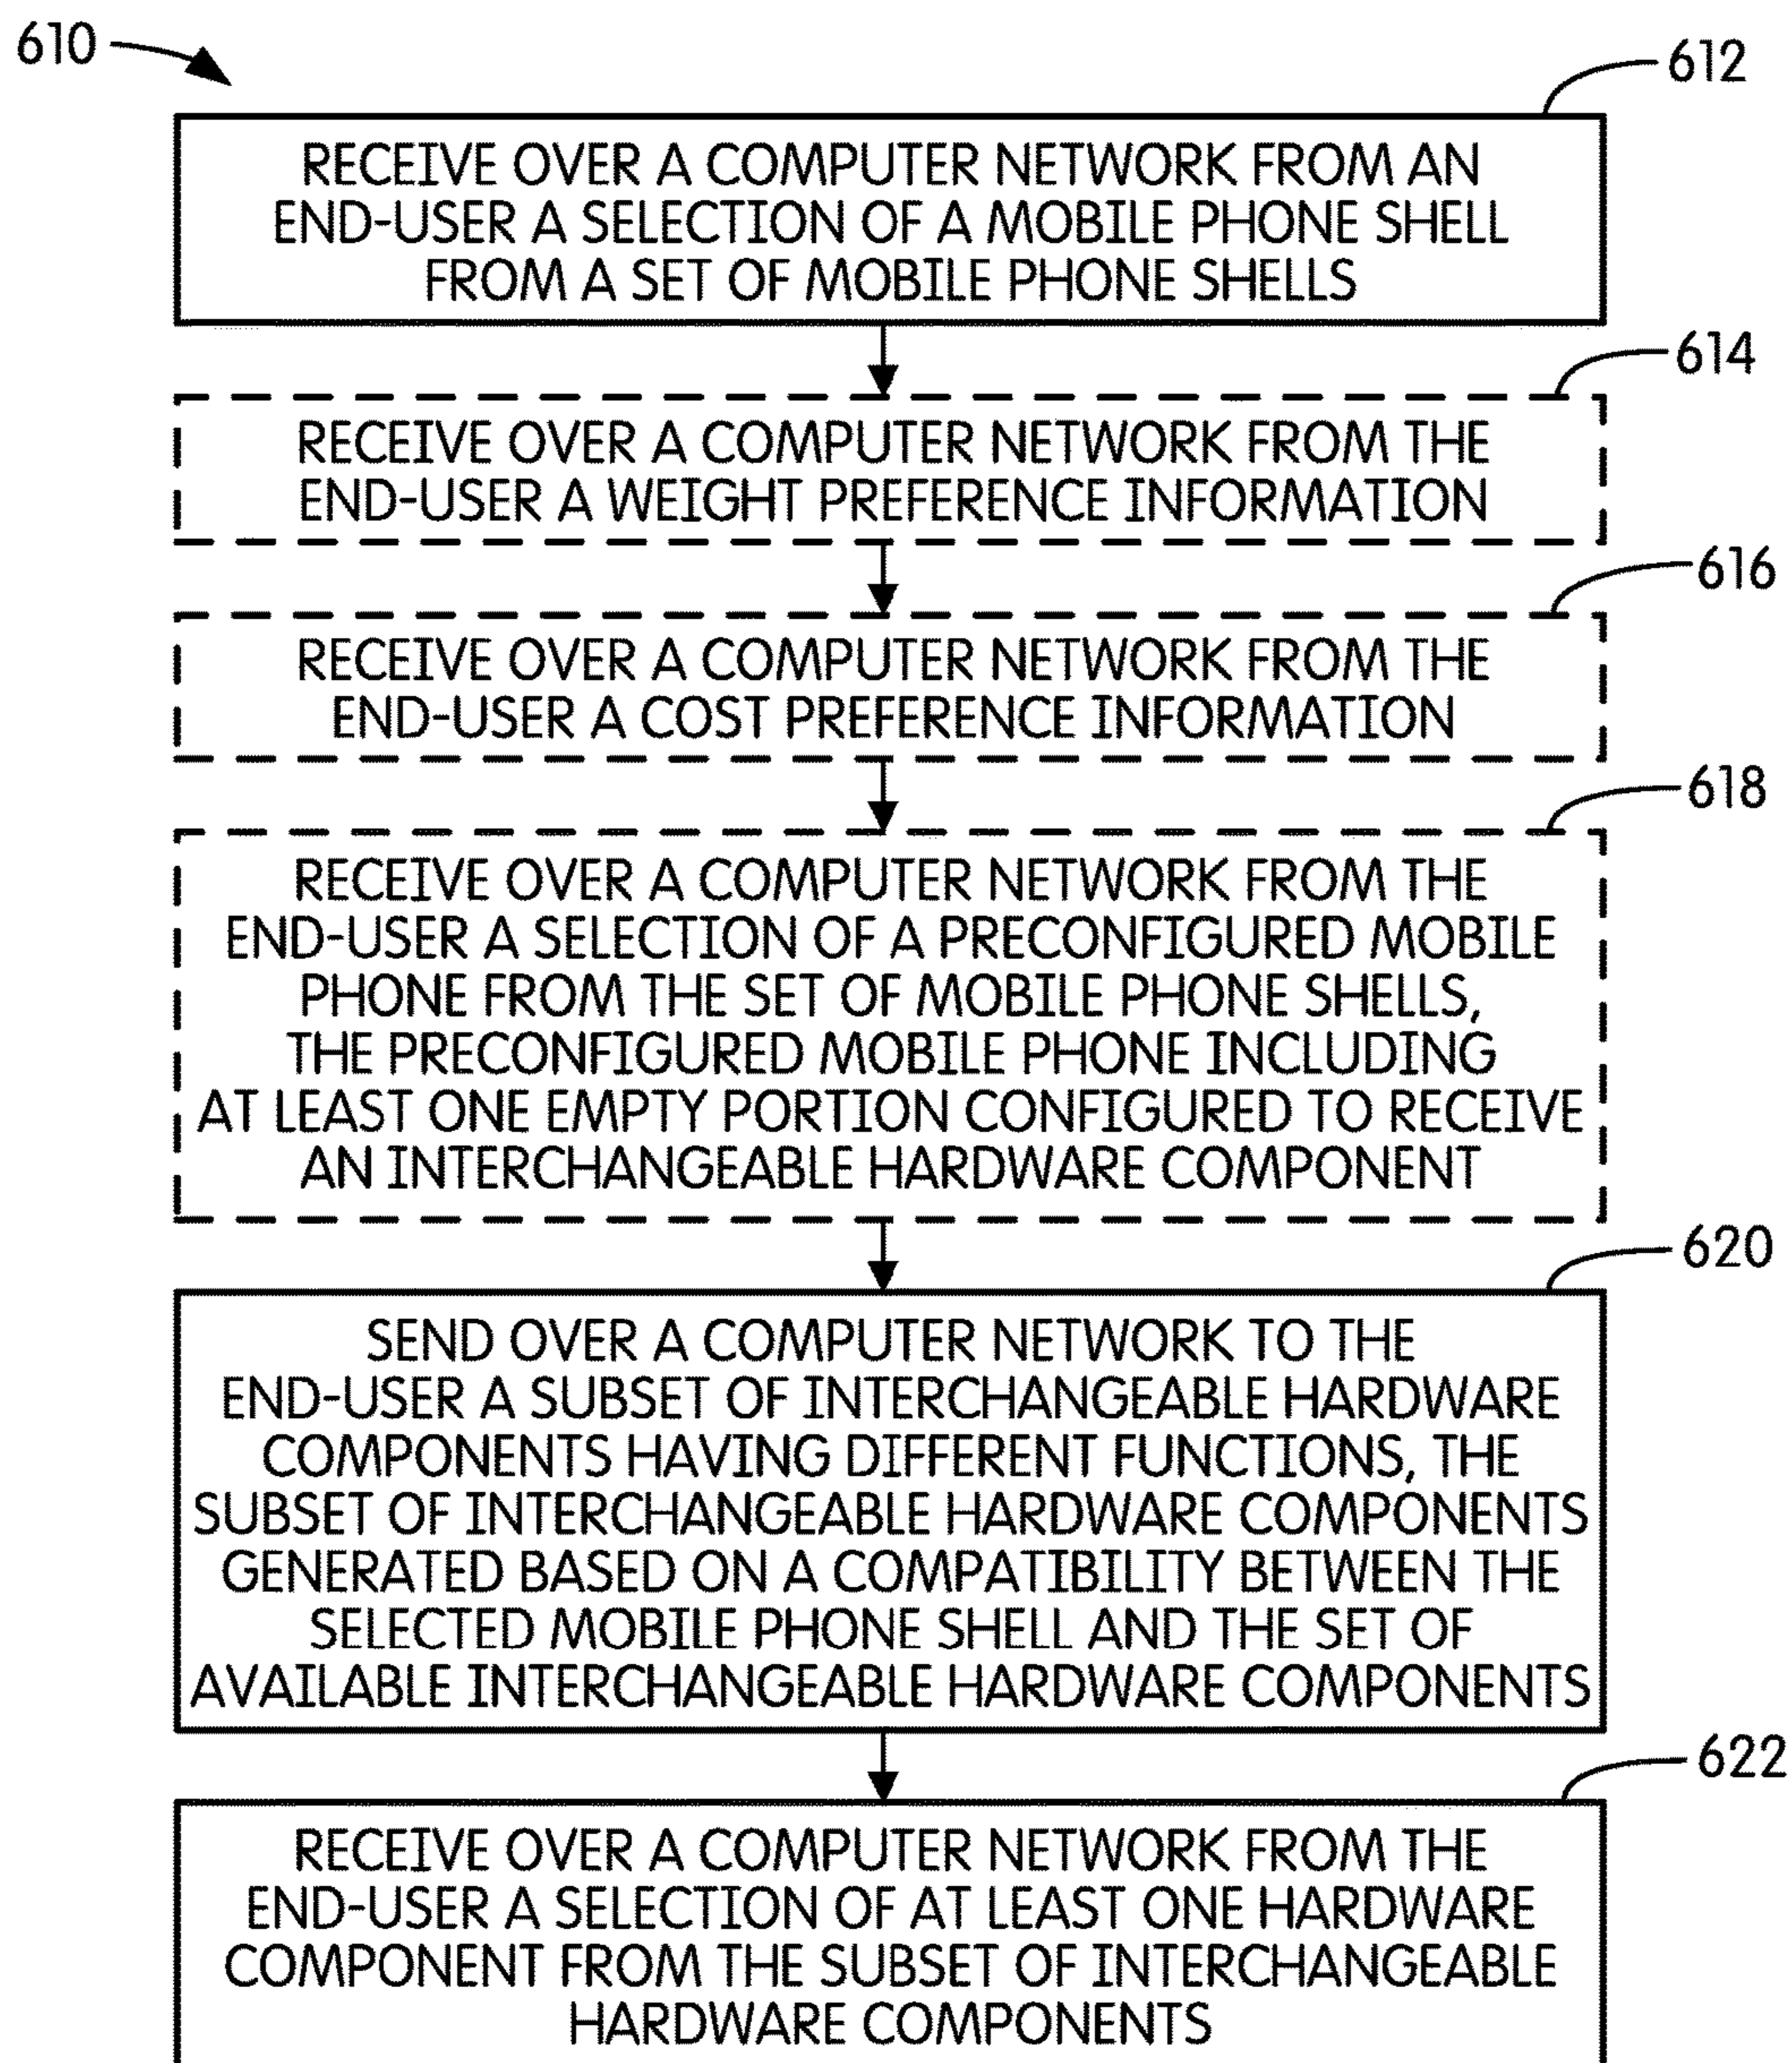 610
612
RECEIVE OVER A COMPUTER NETWORK FROM AN
END-USER A SELECTION OF A MOBILE PHONE SHELL
FROM A SET OF MOBILE PHONE SHELLS
614
RECEIVE OVER A COMPUTER NETWORK FROM THE
END-USER A WEIGHT PREFERENCE INFORMATION
616
RECEIVE OVER A COMPUTER NETWORK FROM THE
END-USER A COST PREFERENCE INFORMATION
618
RECEIVE OVER A COMPUTER NETWORK FROM THE
END-USER A SELECTION OF A PRECONFIGURED MOBILE
PHONE FROM THE SET OF MOBILE PHONE SHELLS,
THE PRECONFIGURED MOBILE PHONE INCLUDING
AT LEAST ONE EMPTY PORTION CONFIGURED TO RECEIVE
AN INTERCHANGEABLE HARDWARE COMPONENT
620
SEND OVER A COMPUTER NETWORK TO THE
END-USER A SUBSET OF INTERCHANGEABLE HARDWARE
COMPONENTS HAVING DIFFERENT FUNCTIONS, THE
SUBSET OF INTERCHANGEABLE HARDWARE COMPONENTS
GENERATED BASED ON A COMPATIBILITY BETWEEN THE
SELECTED MOBILE PHONE SHELL AND THE SET OF
AVAILABLE INTERCHANGEABLE HARDWARE COMPONENTS
622
RECEIVE OVER A COMPUTER NETWORK FROM THE
END-USER A SELECTION OF AT LEAST ONE HARDWARE
COMPONENT FROM THE SUBSET OF INTERCHANGEABLE
HARDWARE COMPONENTS